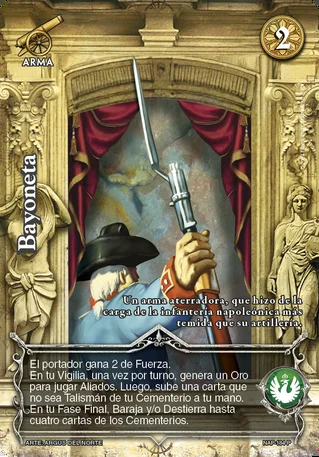 ARMA
2
Bayoneta
Un arma aterradora, que hizo de la
carga de la infantería napoleónica más
temida que su artillería.
El portador gana 2 de Fuerza.
En tu Vigilia, una vez por turno, genera un Oro
para jugar Aliados. Luego, sube una carta que
no sea Talismán de tu Cementerio a tu mano.
En tu Fase Final, Baraja y/o Destierra hasta
cuatro cartas de los Cementerios.
ARTE: ARGUS DEL NORTE